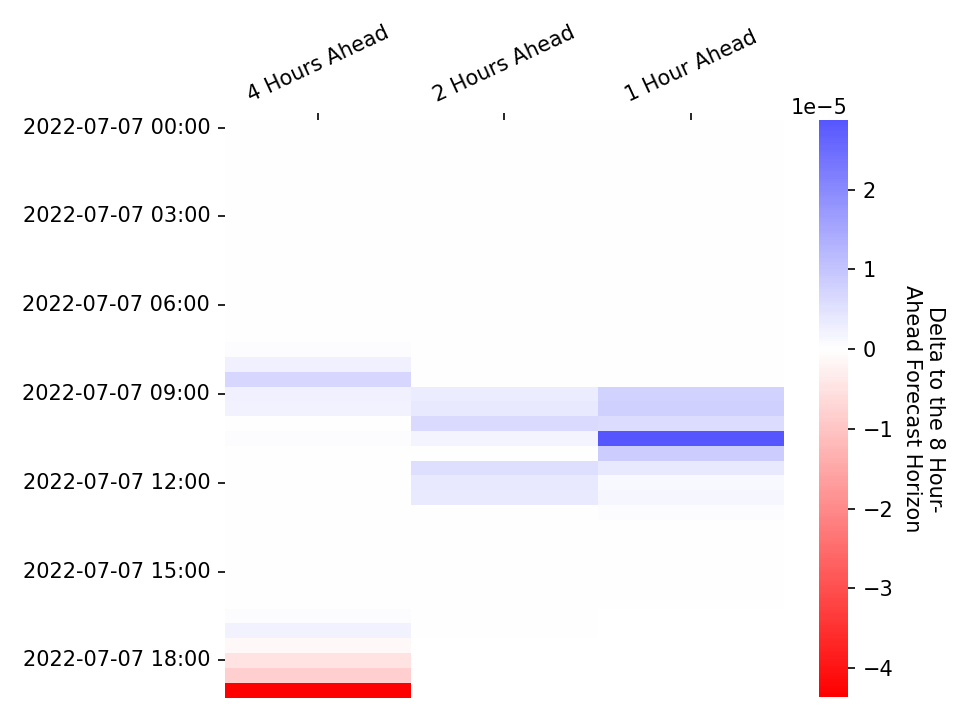 4 Hours Ahead
2 Hours Ahead
1 Hour Ahead
1e−5
2022-07-07 00:00
2022-07-07 03:00
2022-07-07 06:00
2022-07-07 09:00
2022-07-07 12:00
2022-07-07 15:00
2022-07-07 18:00
2
1
0
−1
−2
−3
−4
Delta to the 8 Hour-
Ahead Forecast Horizon